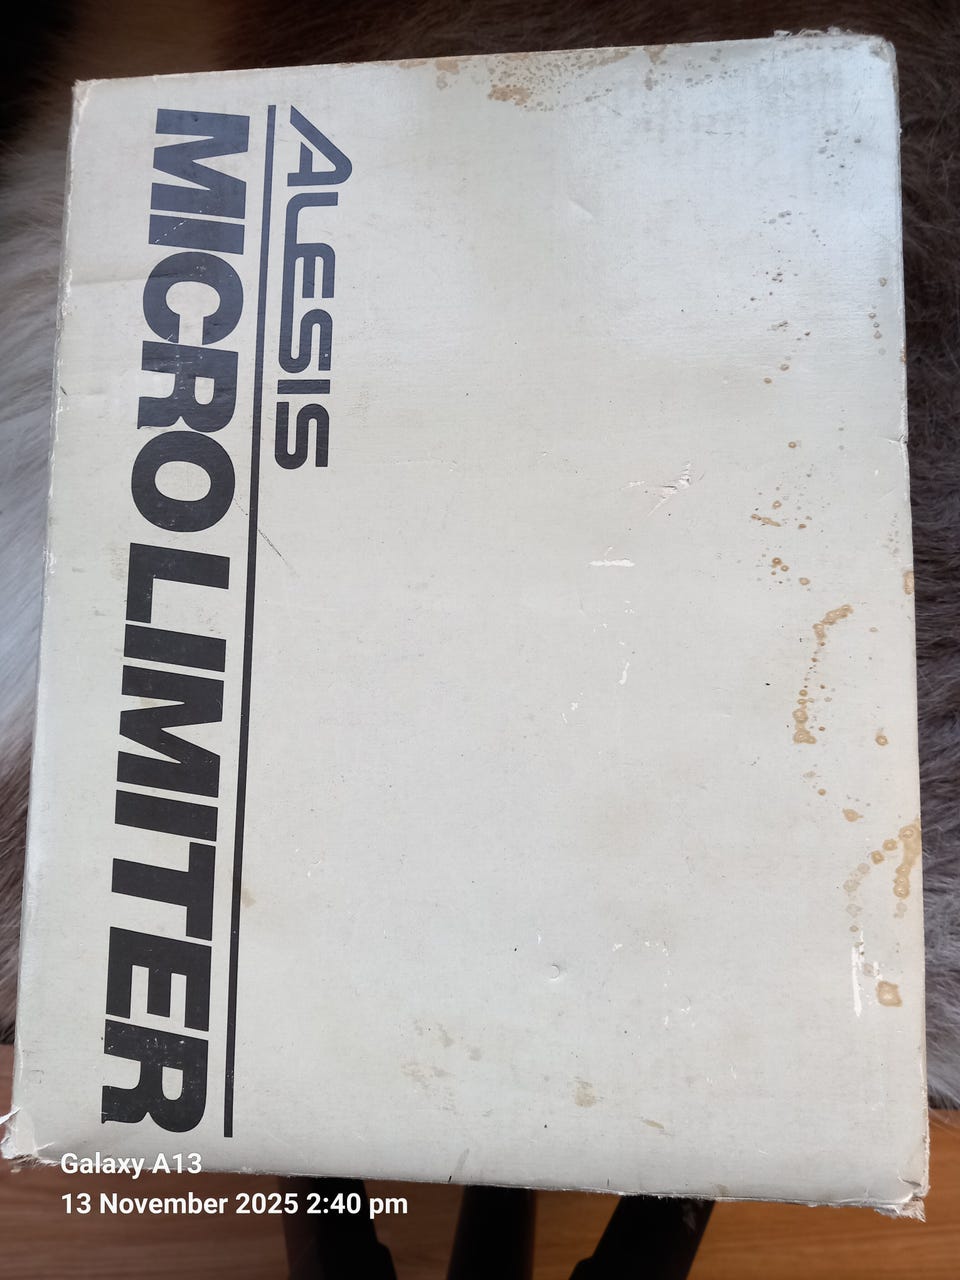 ALESIS
MICROLIMITER
Galaxy A13
13 November 2025 2:40 pm